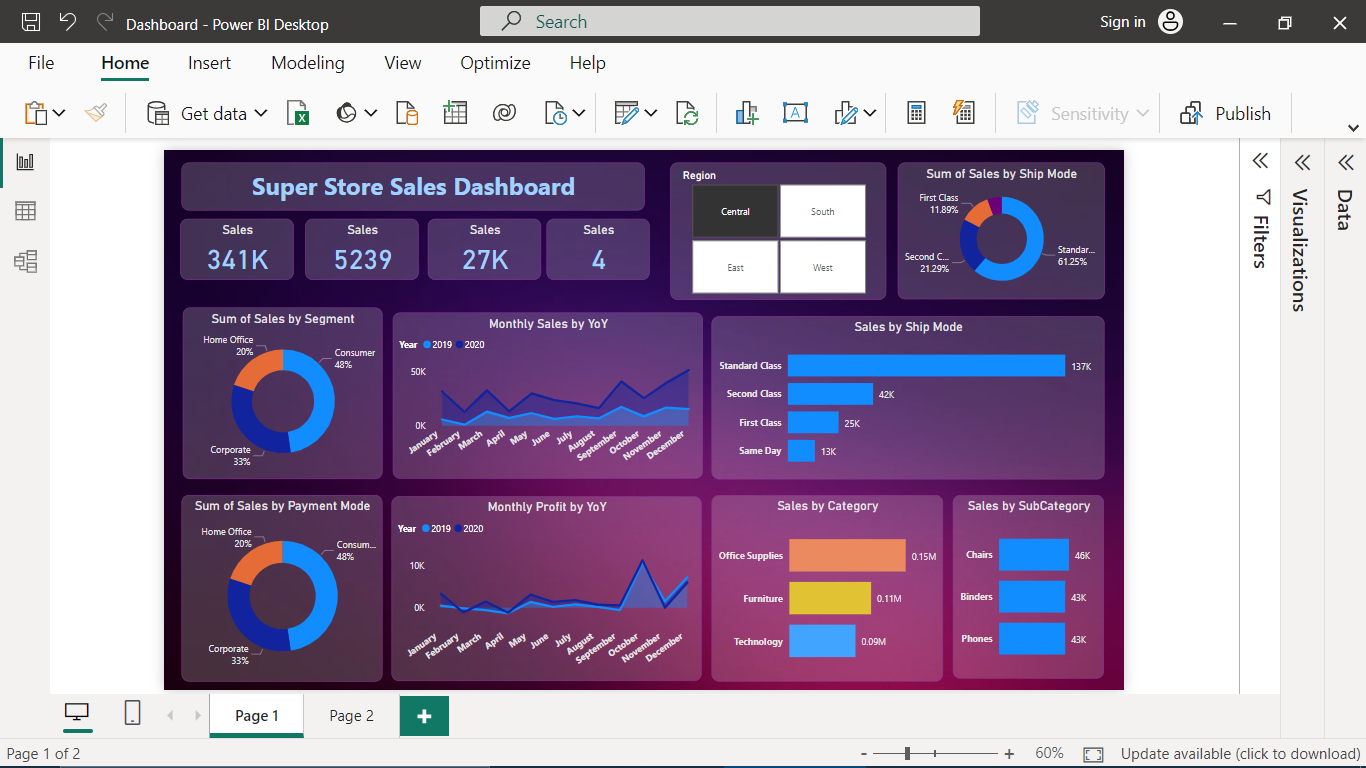 Dashboard - Power BI Desktop
Search
Sign in
File
Home
Insert
Modeling
View
Optimize
Help
Get data
Sensitivity
Publish
Super Store Sales Dashboard
Sales
341K
Sales
5239
Sales
27K
Sales
4
Region
Central
South
East
West
Sum of Sales by Ship Mode
First Class
11.89%
Second C...
21.29%
Standar...
61.25%
Sum of Sales by Segment
Home Office
20%
Consumer
48%
Corporate
33%
Monthly Sales by YoY
Year 2019 2020
50K
0K
January
February
March
April
May
June
July
August
September
October
November
December
Sales by Ship Mode
Standard Class 137K
Second Class 42K
First Class 25K
Same Day 13K
Sum of Sales by Payment Mode
Home Office
20%
Consum...
48%
Corporate
33%
Monthly Profit by YoY
Year 2019 2020
10K
0K
January
February
March
April
May
June
July
August
September
October
November
December
Sales by Category
Office Supplies 0.15M
Furniture 0.11M
Technology 0.09M
Sales by SubCategory
Chairs 46K
Binders 43K
Phones 43K
Filters
Visualizations
Data
Page 1
Page 2
Page 1 of 2
60%
Update available (click to download)